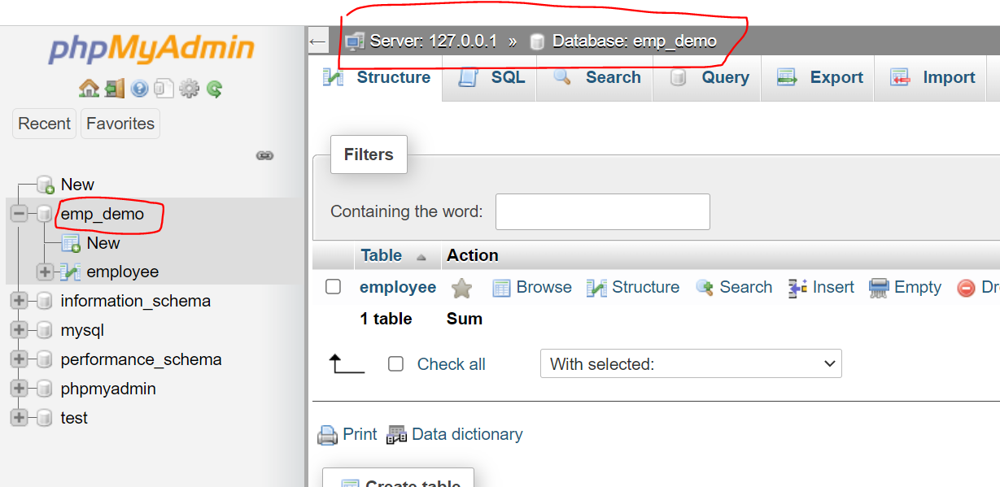 phpMyAdmin
Recent Favorites
New
emp_demo
New
employee
information_schema
mysql
performance_schema
phpmyadmin
test
Server: 127.0.0.1 » Database: emp_demo
Structure SQL Search Query Export Import
Filters
Containing the word:
Table Action
employee Browse Structure Search Insert Empty
1 table Sum
Check all With selected:
Print Data dictionary
Create table